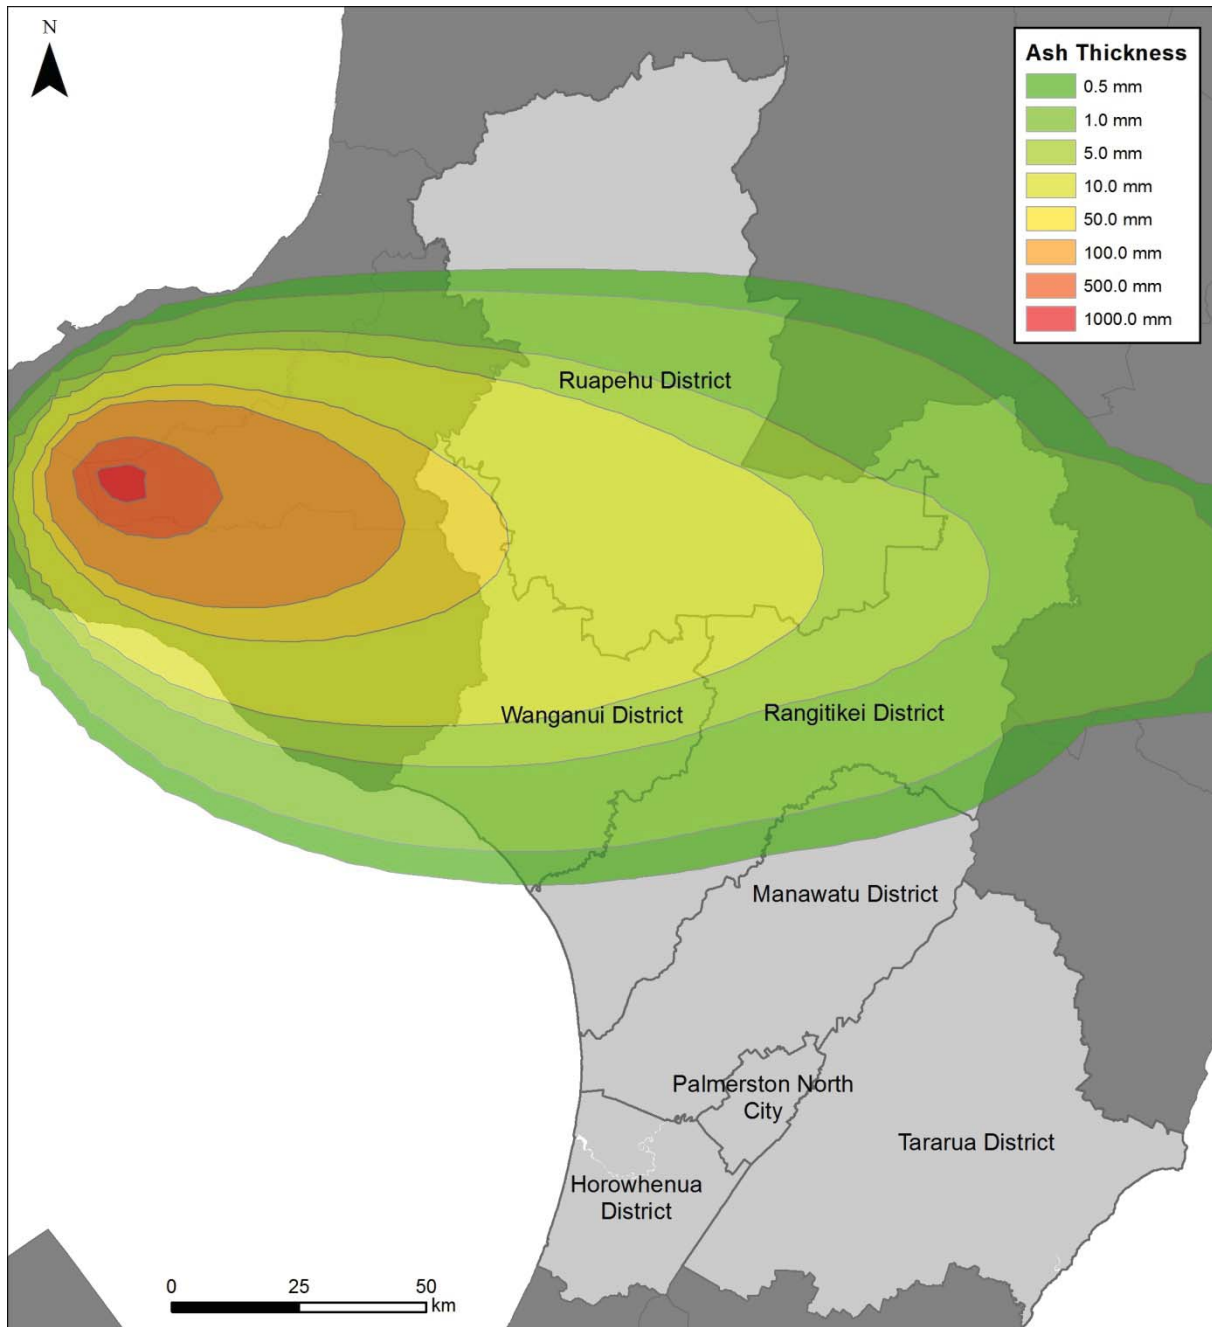 N
Ash Thickness
0.5 mm
1.0 mm
5.0 mm
10.0 mm
50.0 mm
100.0 mm
500.0 mm
1000.0 mm
Ruapehu District
Wanganui District
Rangitikei District
Manawatu District
Palmerston North
City
Tararua District
Horowhenua
District
0 25 50
km